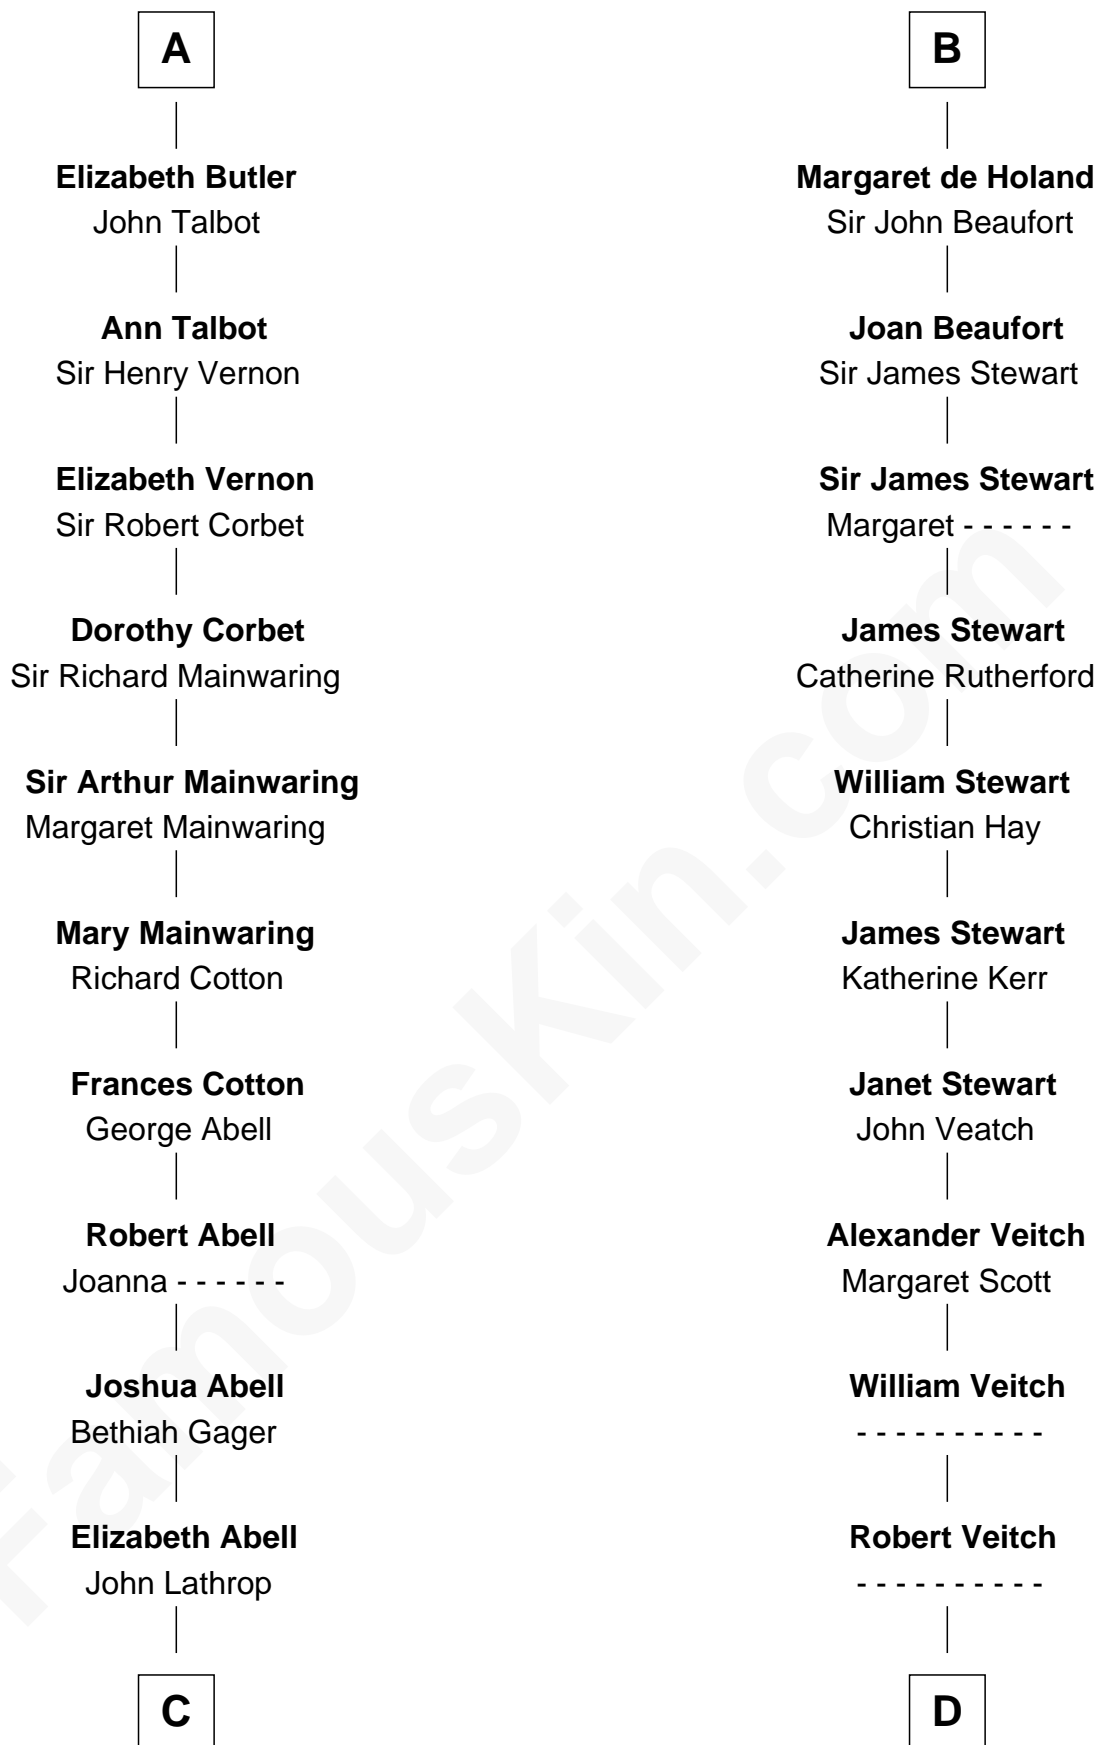 A
Elizabeth Butler
John Talbot
Ann Talbot
Sir Henry Vernon
Elizabeth Vernon
Sir Robert Corbet
Dorothy Corbet
Sir Richard Mainwaring
Sir Arthur Mainwaring
Margaret Mainwaring
Mary Mainwaring
Richard Cotton
Frances Cotton
George Abell
Robert Abell
Joanna - - - - - -
Joshua Abell
Bethiah Gager
Elizabeth Abell
John Lathrop
C
B
Margaret de Holand
Sir John Beaufort
Joan Beaufort
Sir James Stewart
Sir James Stewart
Margaret - - - - - -
James Stewart
Catherine Rutherford
William Stewart
Christian Hay
James Stewart
Katherine Kerr
Janet Stewart
John Veatch
Alexander Veitch
Margaret Scott
William Veitch
- - - - - - - - - -
Robert Veitch
- - - - - - - - - -
D
FamousKin.com